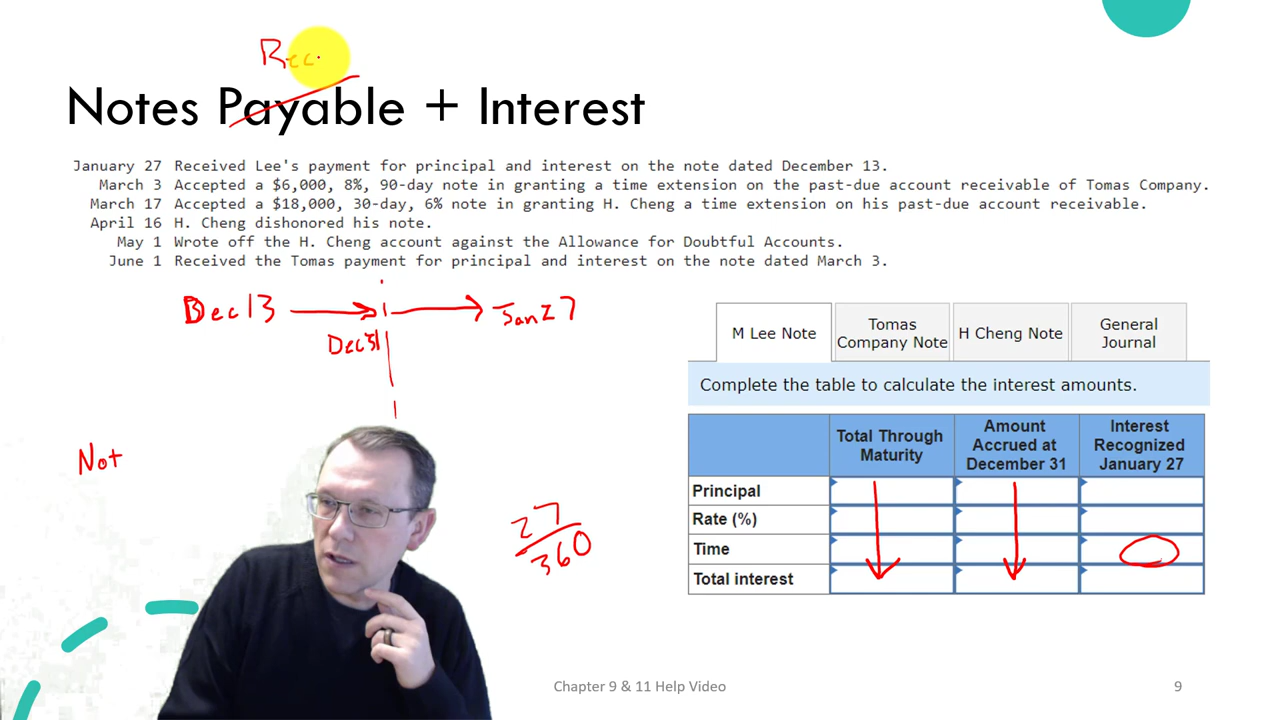 Rec
Notes Payable + Interest
January 27 Received Lee's payment for principal and interest on the note dated December 13.
March 3 Accepted a $6,000, 8%, 90-day note in granting a time extension on the past-due account receivable of Tomas Company.
March 17 Accepted a $18,000, 30-day, 6% note in granting H. Cheng a time extension on his past-due account receivable.
April 16 H. Cheng dishonored his note.
May 1 Wrote off the H. Cheng account against the Allowance for Doubtful Accounts.
June 1 Received the Tomas payment for principal and interest on the note dated March 3.
Dec 13
Jan 27
Dec 31
Not
27
360
M Lee Note
Tomas
Company Note
H Cheng Note
General
Journal
Complete the table to calculate the interest amounts.
Total Through
Maturity
Amount
Accrued at
December 31
Interest
Recognized
January 27
Principal
Rate (%)
Time
Total interest
Chapter 9 & 11 Help Video
9